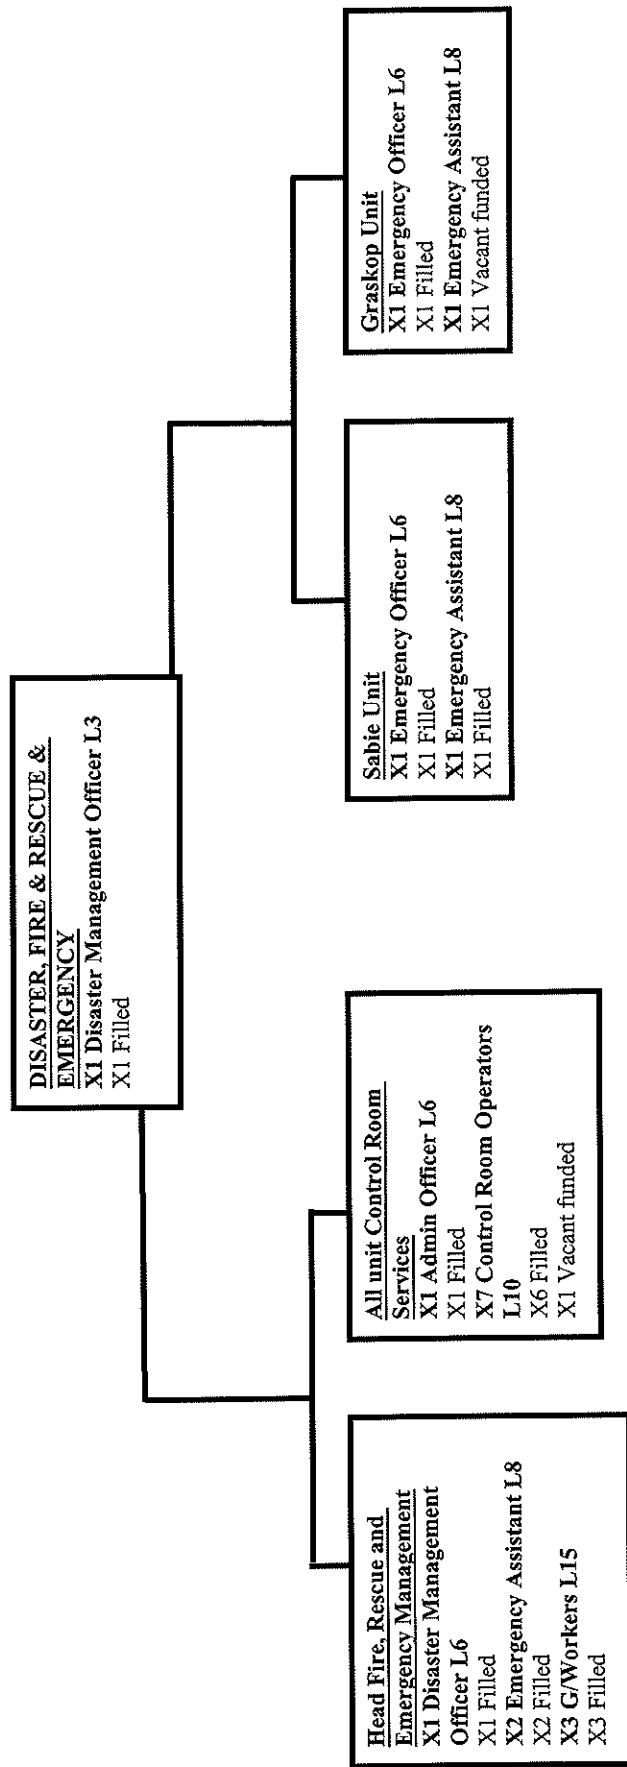 DISASTER, FIRE & RESCUE &
EMERGENCY
X1 Disaster Management Officer L3
X1 Filled
Head Fire, Rescue and
Emergency Management
X1 Disaster Management
Officer L6
X1 Filled
X2 Emergency Assistant L8
X2 Filled
X3 G/Workers L15
X3 Filled
All unit Control Room
Services
X1 Admin Officer L6
X1 Filled
X7 Control Room Operators
L10
X6 Filled
X1 Vacant funded
Sabie Unit
X1 Emergency Officer L6
X1 Filled
X1 Emergency Assistant L8
X1 Filled
Graskop Unit
X1 Emergency Officer L6
X1 Filled
X1 Emergency Assistant L8
X1 Vacant funded